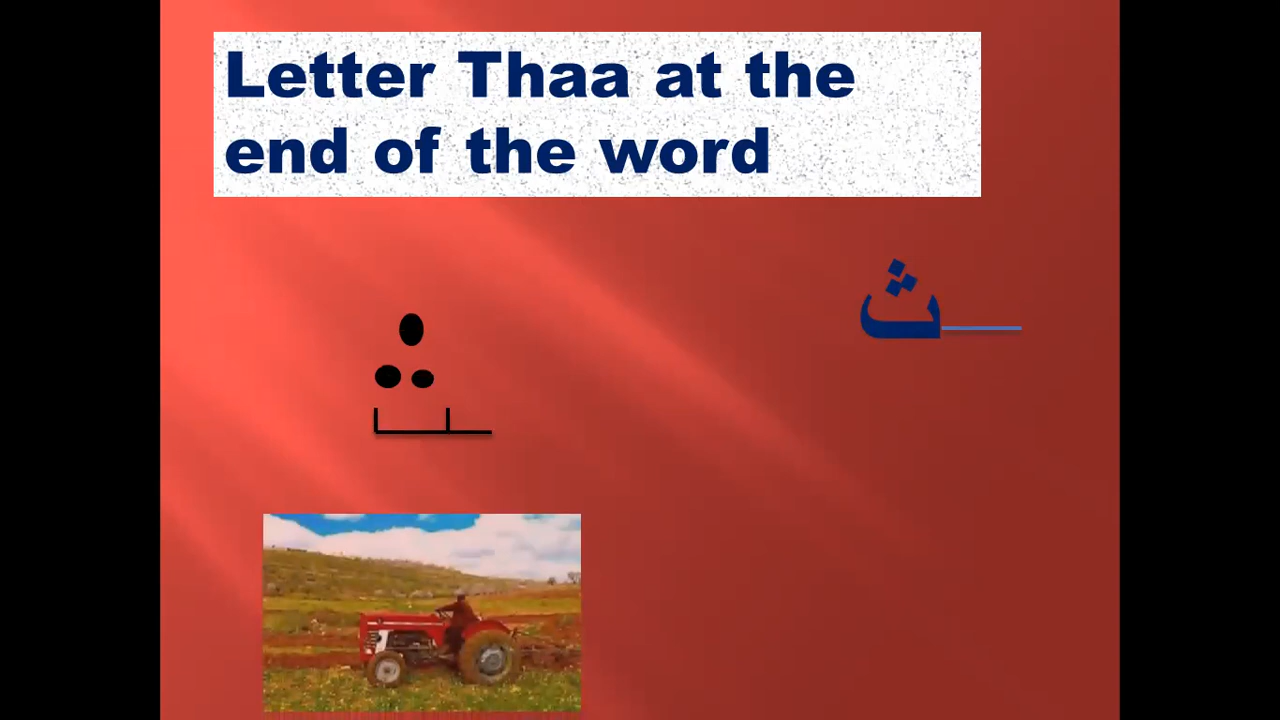 Letter Thaa at the
end of the word
ـث